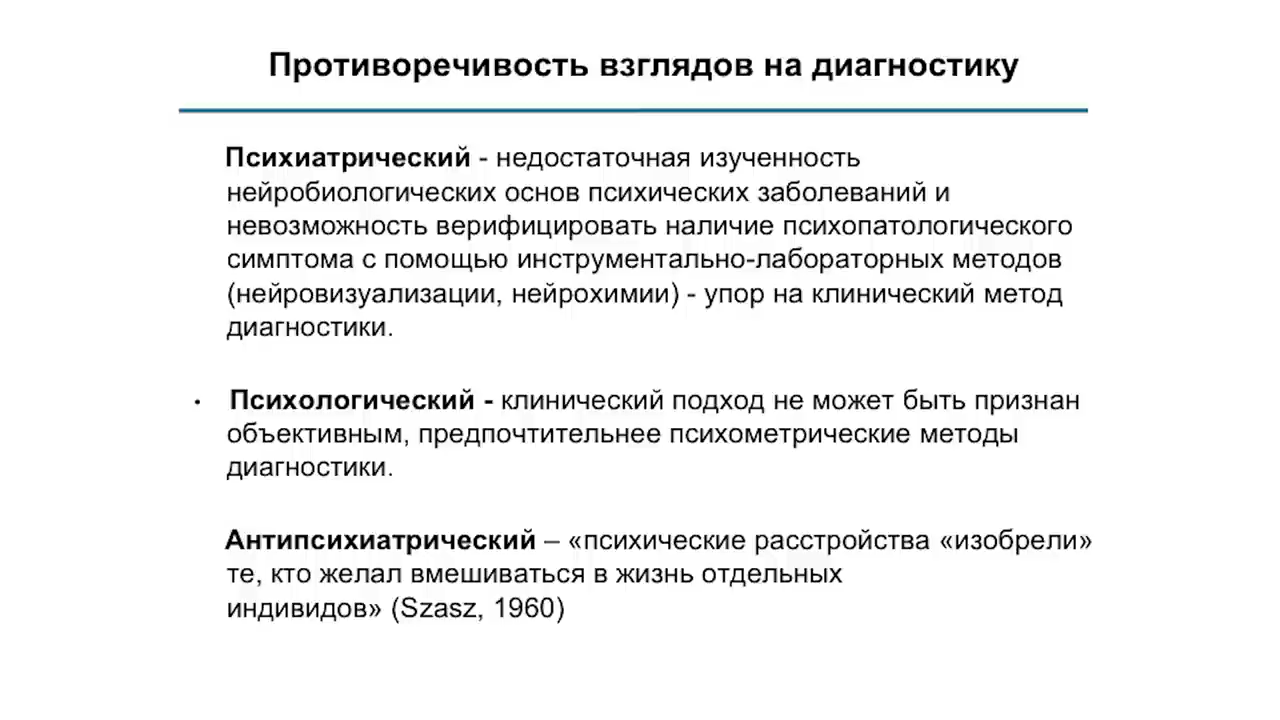 Противоречивость взглядов на диагностику
Психиатрический - недостаточная изученность
нейробиологических основ психических заболеваний и
невозможность верифицировать наличие психопатологического
симптома с помощью инструментально-лабораторных методов
(нейровизуализации, нейрохимии) - упор на клинический метод
диагностики.
• Психологический - клинический подход не может быть признан
объективным, предпочтительнее психометрические методы
диагностики.
Антипсихиатрический – «психические расстройства «изобрели»
те, кто желал вмешиваться в жизнь отдельных
индивидов» (Szasz, 1960)